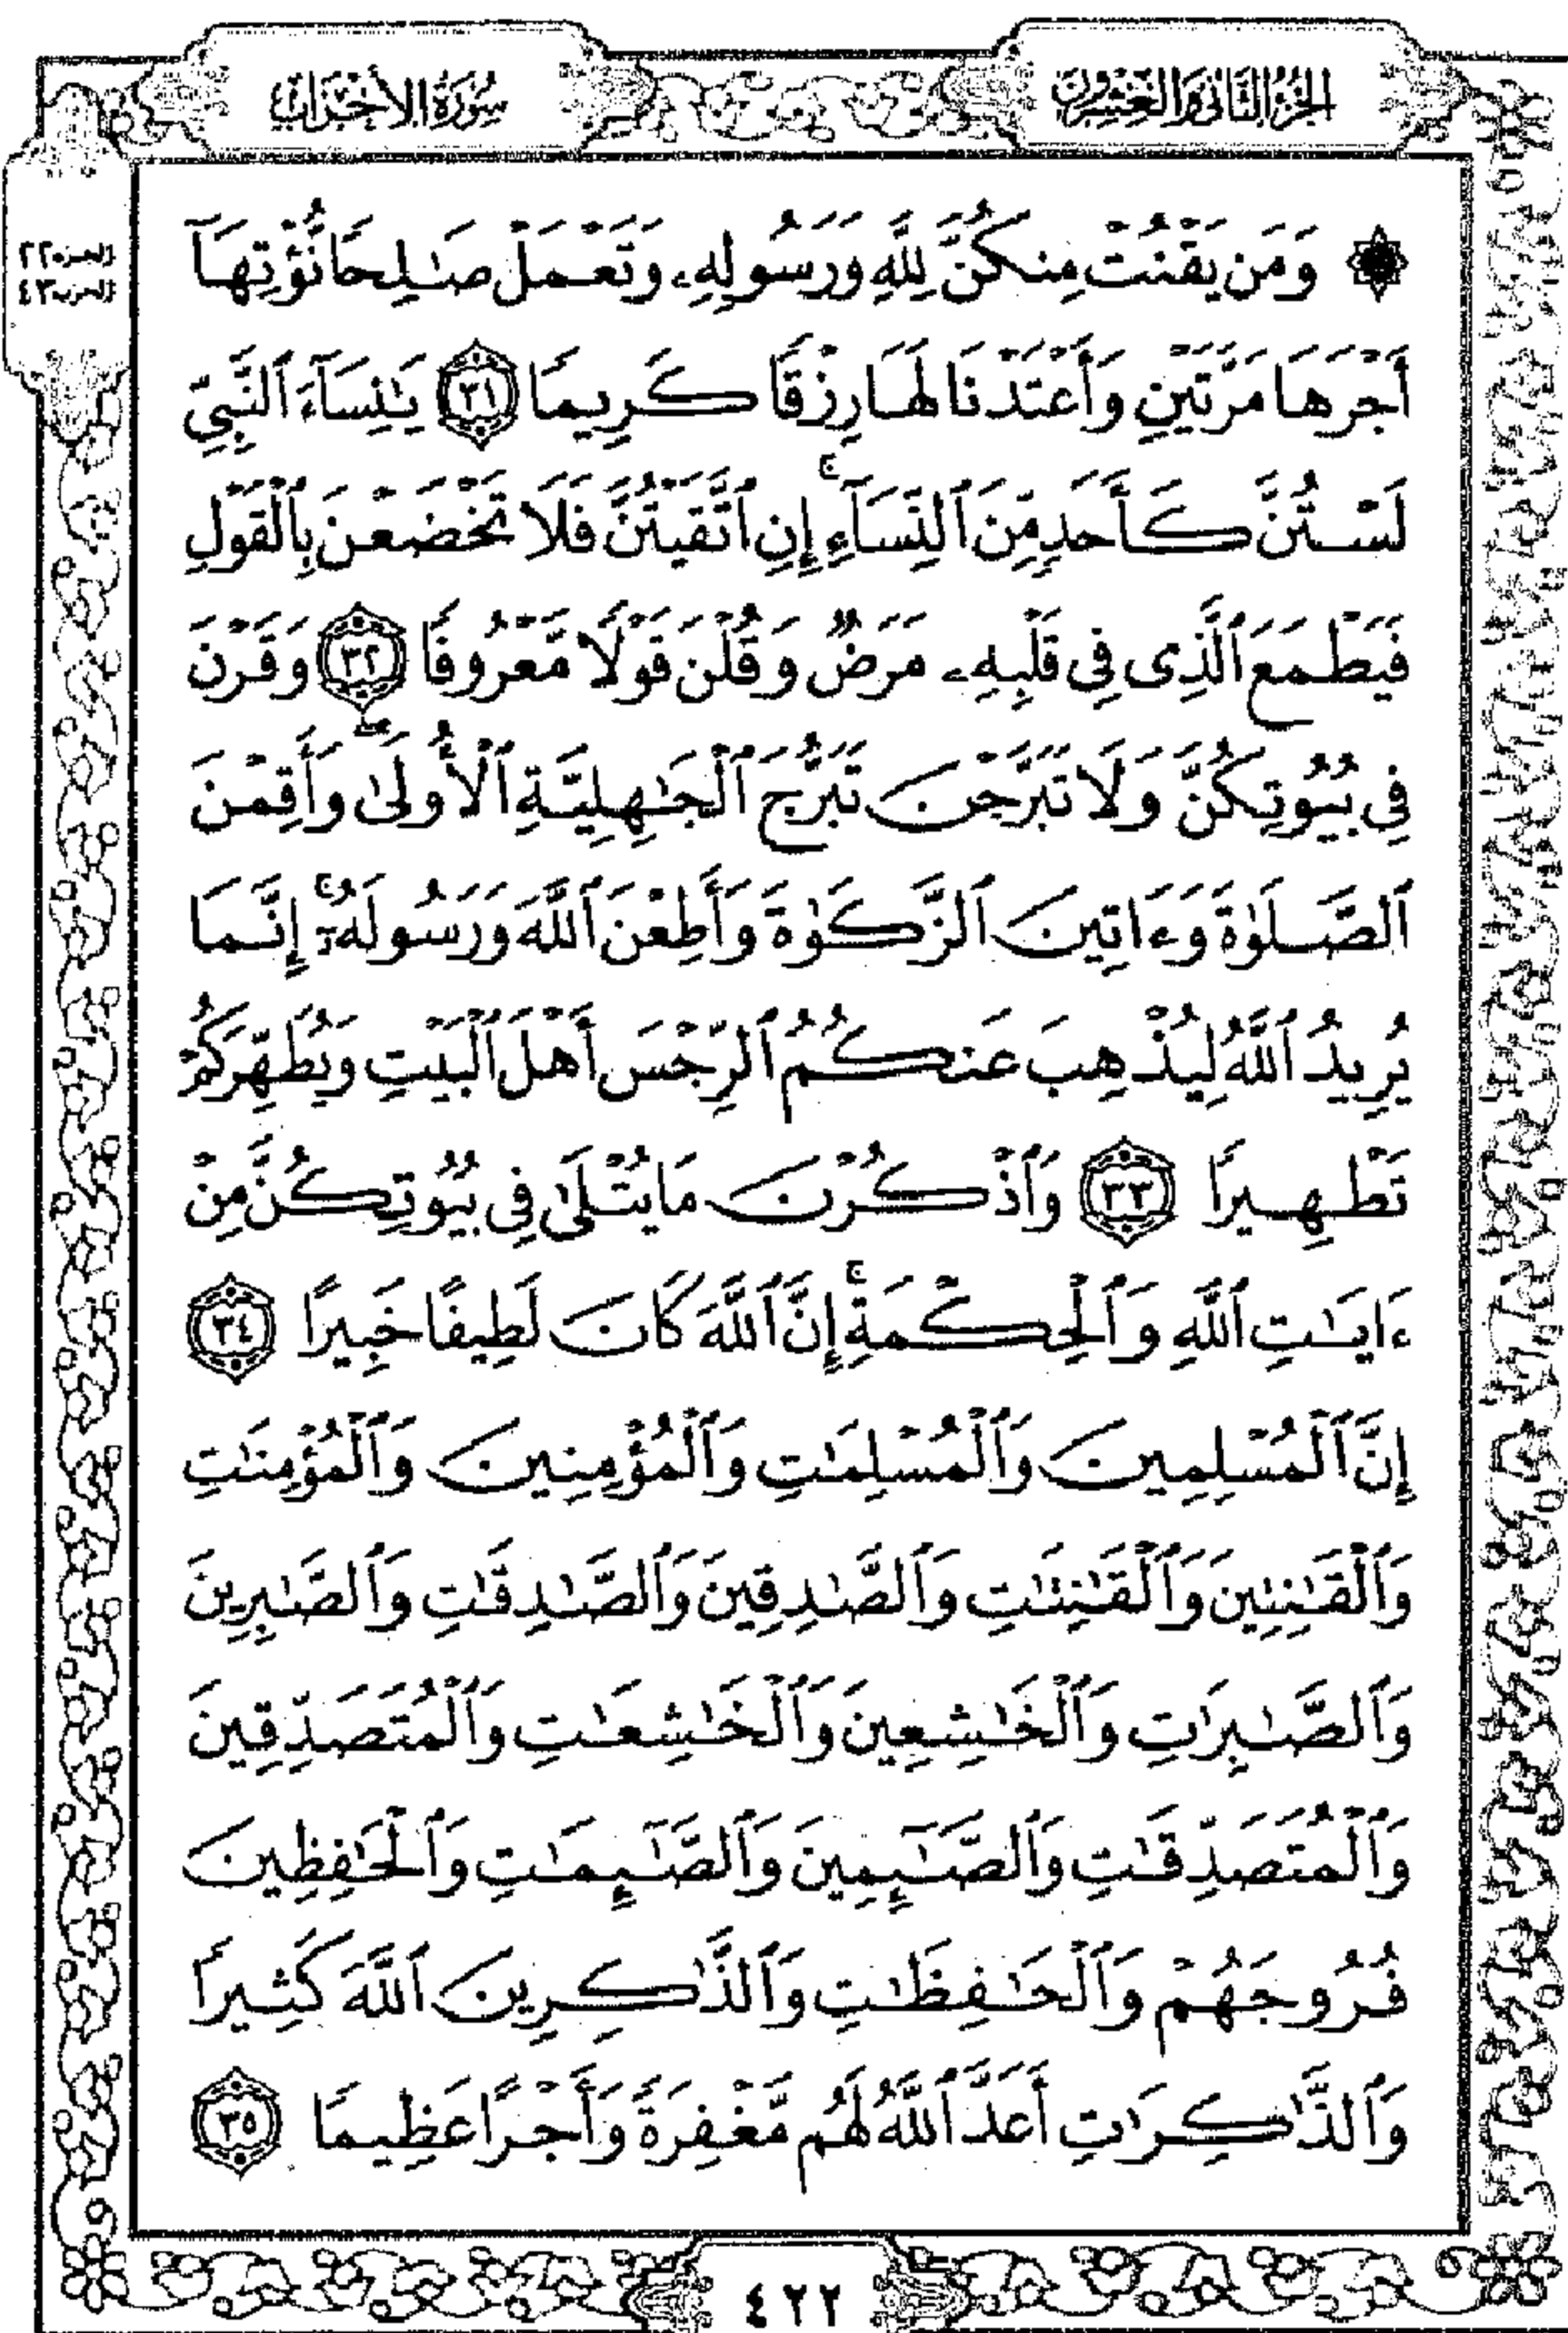 الجزء الثاني والعشرون
سورة الأحزاب
الجزء ٢٢
الحزب ٤٣
۞ وَمَن يَقْنُتْ مِنكُنَّ لِلَّهِ وَرَسُولِهِۦ وَتَعْمَلْ صَـٰلِحًا نُّؤْتِهَآ
أَجْرَهَا مَرَّتَيْنِ وَأَعْتَدْنَا لَهَا رِزْقًا كَرِيمًا ٣١ يَـٰنِسَآءَ ٱلنَّبِىِّ
لَسْتُنَّ كَأَحَدٍ مِّنَ ٱلنِّسَآءِ ۚ إِنِ ٱتَّقَيْتُنَّ فَلَا تَخْضَعْنَ بِٱلْقَوْلِ
فَيَطْمَعَ ٱلَّذِى فِى قَلْبِهِۦ مَرَضٌ وَقُلْنَ قَوْلًا مَّعْرُوفًا ٣٢ وَقَرْنَ
فِى بُيُوتِكُنَّ وَلَا تَبَرَّجْنَ تَبَرُّجَ ٱلْجَـٰهِلِيَّةِ ٱلْأُولَىٰ ۖ وَأَقِمْنَ
ٱلصَّلَوٰةَ وَءَاتِينَ ٱلزَّكَوٰةَ وَأَطِعْنَ ٱللَّهَ وَرَسُولَهُۥٓ ۚ إِنَّمَا
يُرِيدُ ٱللَّهُ لِيُذْهِبَ عَنكُمُ ٱلرِّجْسَ أَهْلَ ٱلْبَيْتِ وَيُطَهِّرَكُمْ
تَطْهِيرًا ٣٣ وَٱذْكُرْنَ مَا يُتْلَىٰ فِى بُيُوتِكُنَّ مِنْ
ءَايَـٰتِ ٱللَّهِ وَٱلْحِكْمَةِ ۚ إِنَّ ٱللَّهَ كَانَ لَطِيفًا خَبِيرًا ٣٤
إِنَّ ٱلْمُسْلِمِينَ وَٱلْمُسْلِمَـٰتِ وَٱلْمُؤْمِنِينَ وَٱلْمُؤْمِنَـٰتِ
وَٱلْقَـٰنِتِينَ وَٱلْقَـٰنِتَـٰتِ وَٱلصَّـٰدِقِينَ وَٱلصَّـٰدِقَـٰتِ وَٱلصَّـٰبِرِينَ
وَٱلصَّـٰبِرَٰتِ وَٱلْخَـٰشِعِينَ وَٱلْخَـٰشِعَـٰتِ وَٱلْمُتَصَدِّقِينَ
وَٱلْمُتَصَدِّقَـٰتِ وَٱلصَّـٰٓئِمِينَ وَٱلصَّـٰٓئِمَـٰتِ وَٱلْحَـٰفِظِينَ
فُرُوجَهُمْ وَٱلْحَـٰفِظَـٰتِ وَٱلذَّٰكِرِينَ ٱللَّهَ كَثِيرًا
وَٱلذَّٰكِرَٰتِ أَعَدَّ ٱللَّهُ لَهُم مَّغْفِرَةً وَأَجْرًا عَظِيمًا ٣٥
٤٢٢